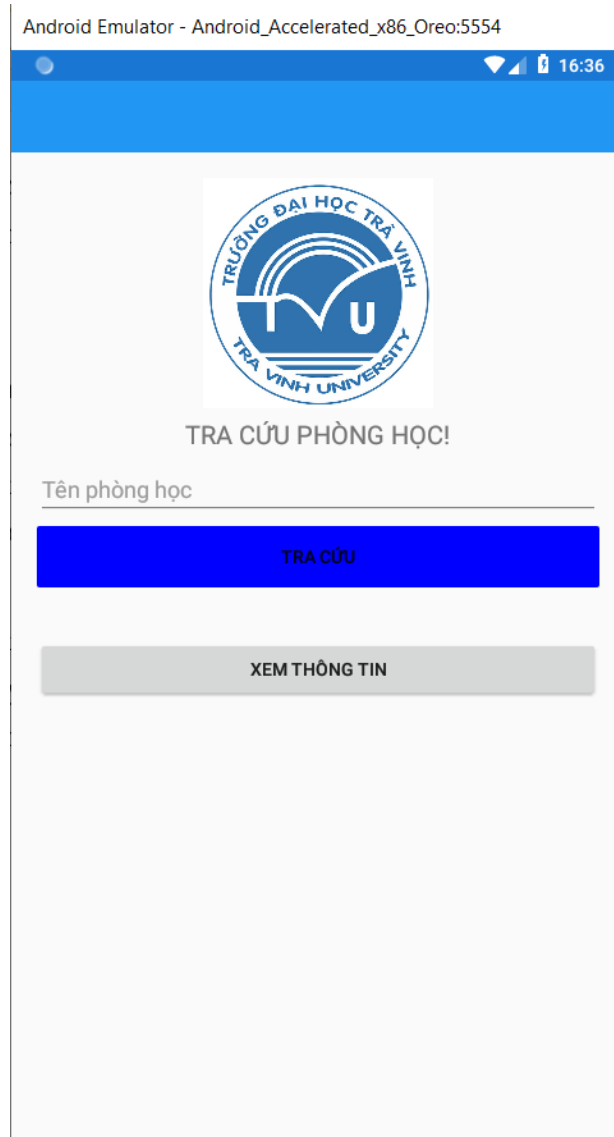 Android Emulator - Android_Accelerated_x86_Oreo:5554
16:36
TRƯỜNG ĐẠI HỌC TRÀ VINH
TVU
TRA VINH UNIVERSITY
TRA CỨU PHÒNG HỌC!
Tên phòng học
TRA CỨU
XEM THÔNG TIN